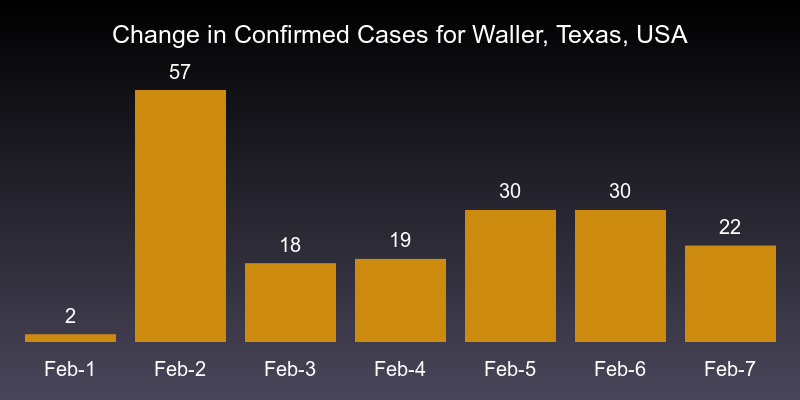 Change in Confirmed Cases for Waller, Texas, USA
2
57
18
19
30
30
22
Feb-1
Feb-2
Feb-3
Feb-4
Feb-5
Feb-6
Feb-7